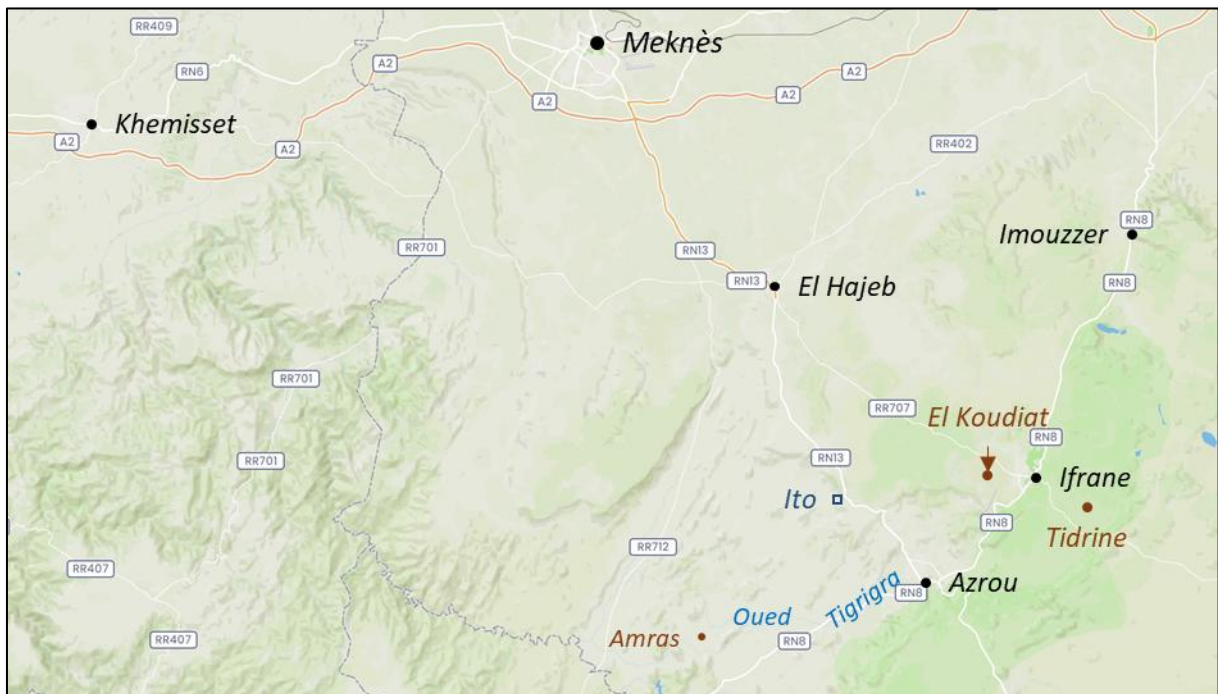 RR409
Meknès
A2
RN6
A2
A2
A2
Khemisset
A2
A2
RR402
RN8
Imouzzer
RR701
RN13
RN13
El Hajeb
RN8
RR701
RR707
El Koudiat
RN8
RN13
RR701
Ifrane
Ito
RN8
Tidrine
RR712
RR407
Azrou
RN8
Oued Tigrigra
Amras
RN8
RR407